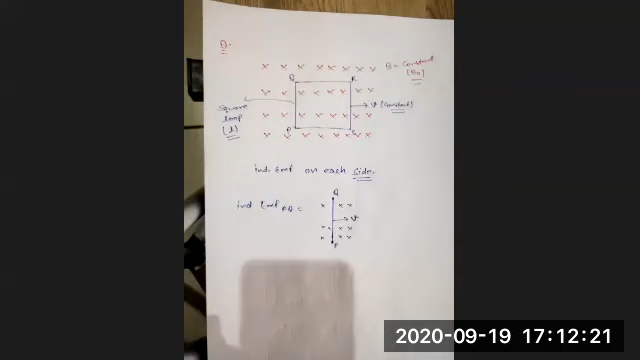 Q.
B = constant
(B₀)
Q R
Square
loop
(l)
v (constant)
P S
ind. Emf on each side.
Q
ind Emf PQ =
v
P
2020-09-19 17:12:21